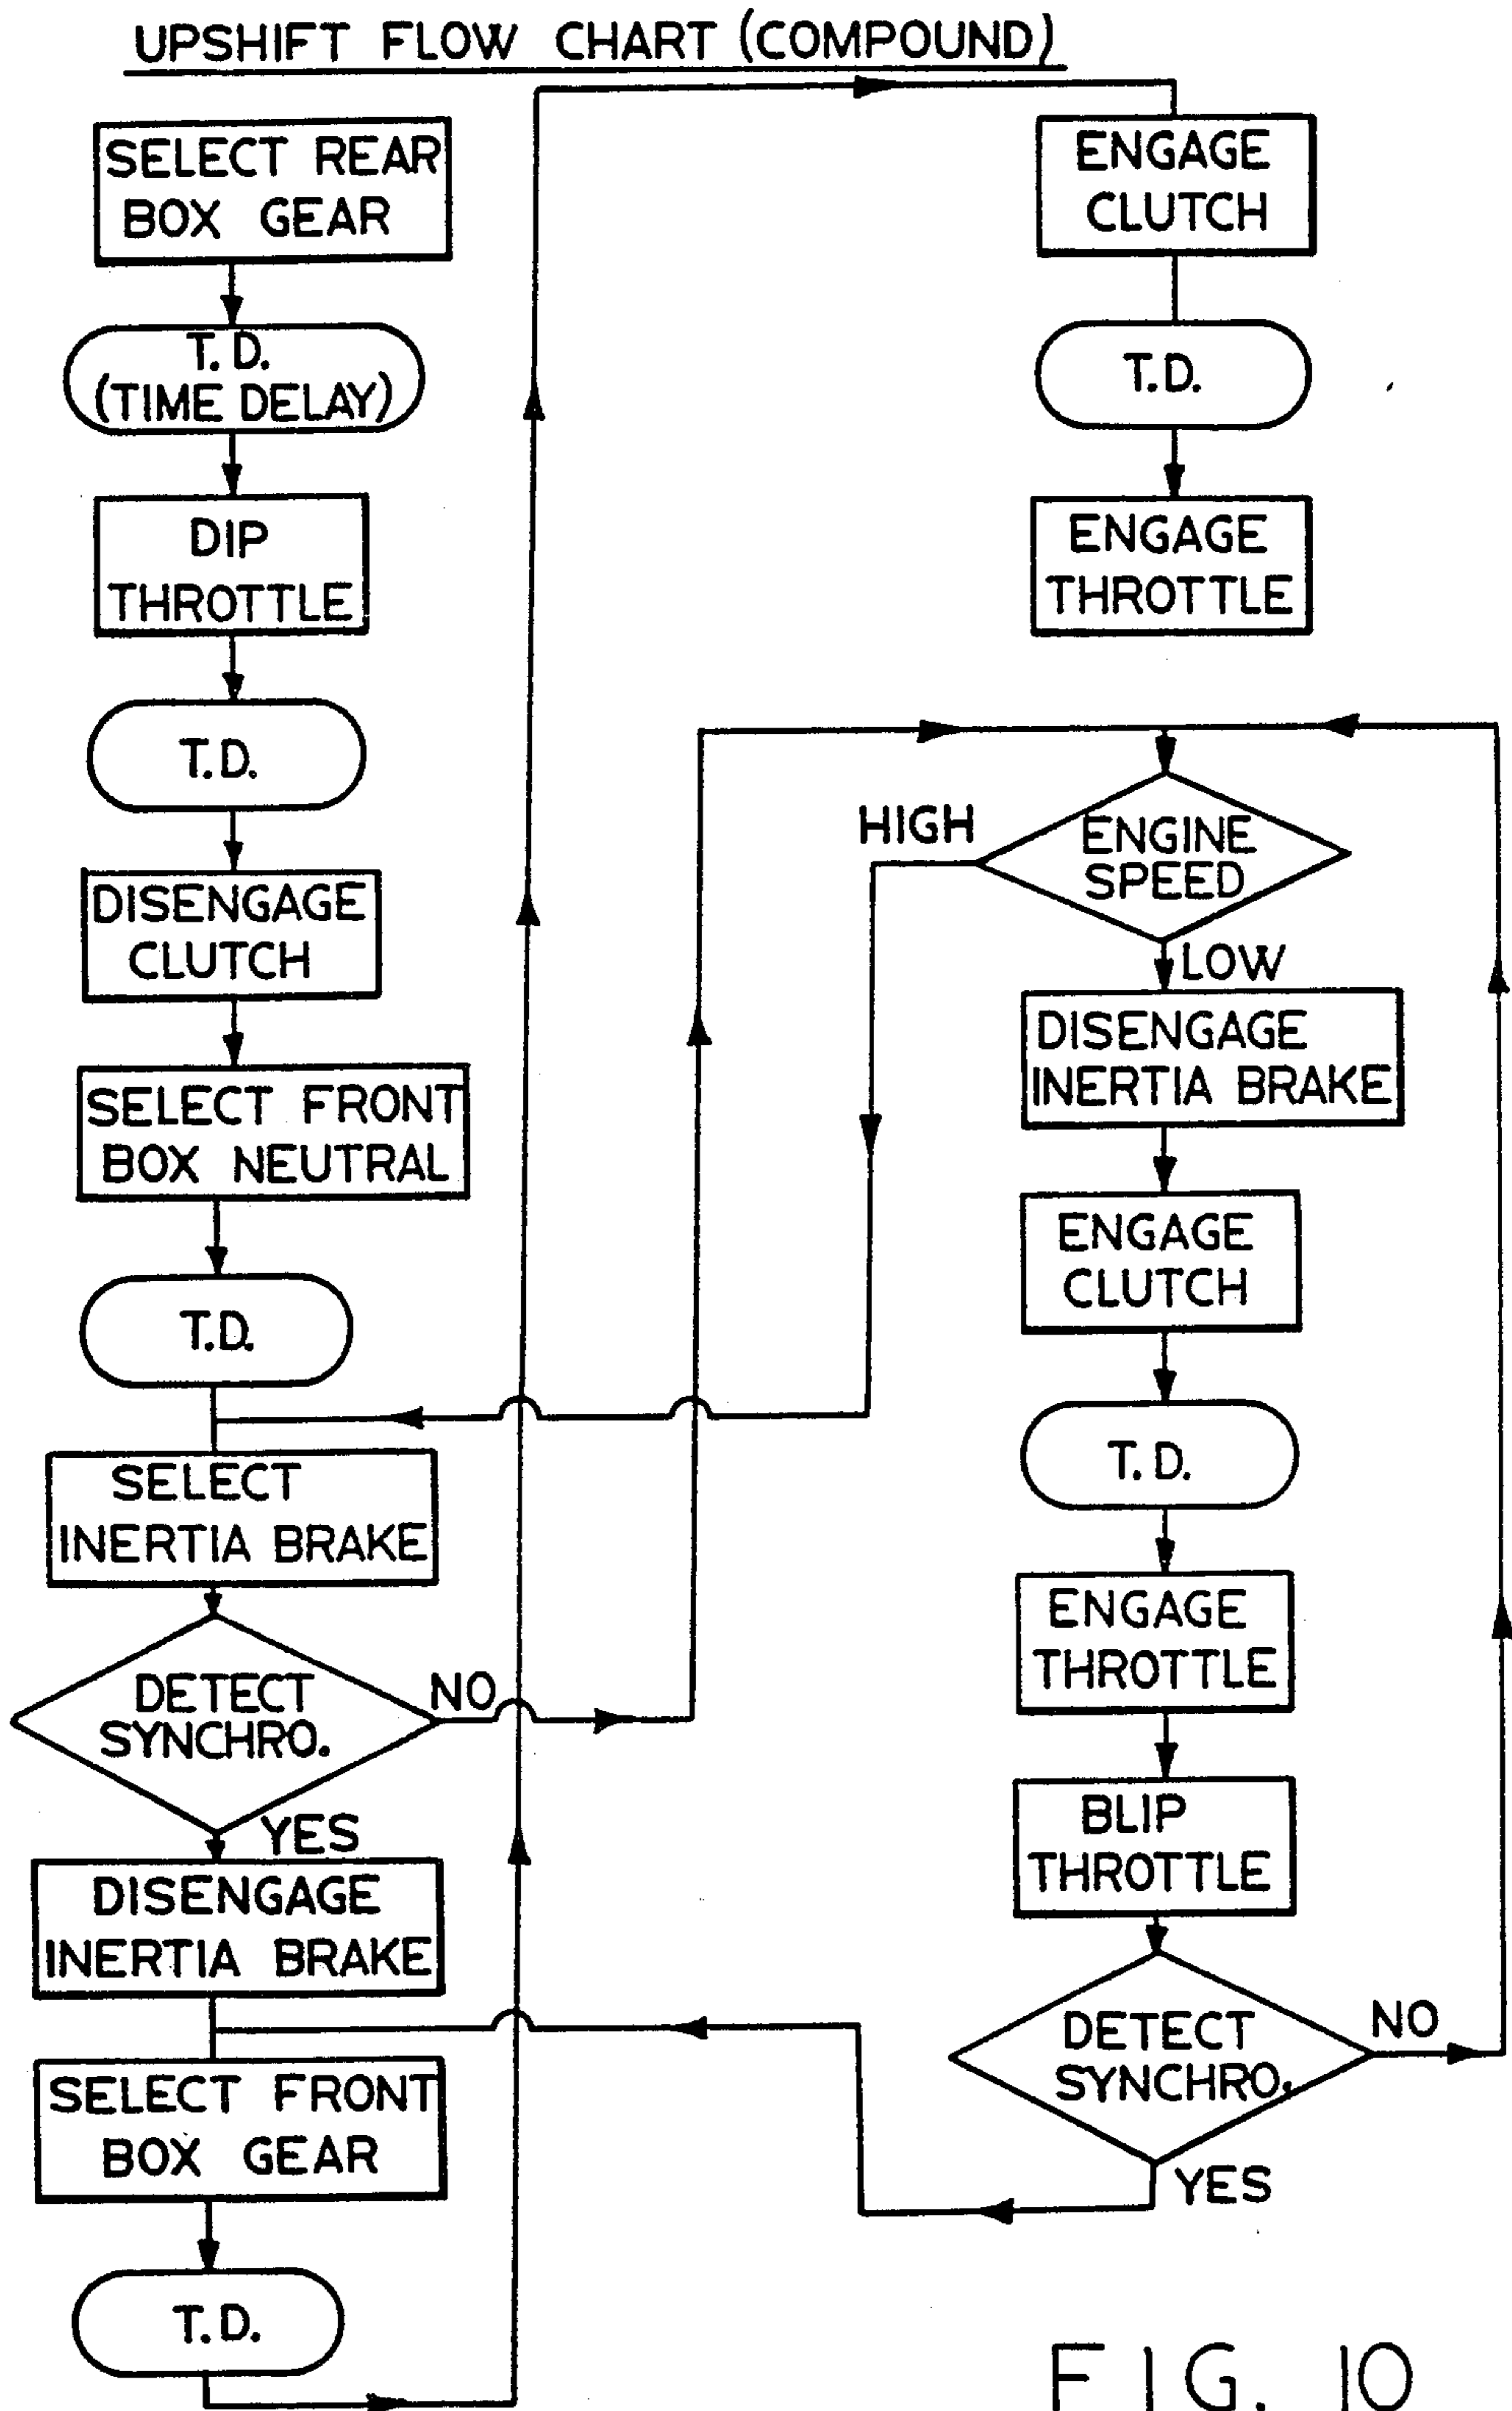 UPSHIFT FLOW CHART (COMPOUND)
SELECT REAR
BOX GEAR
T.D.
(TIME DELAY)
DIP
THROTTLE
T.D.
DISENGAGE
CLUTCH
SELECT FRONT
BOX NEUTRAL
T.D.
SELECT
INERTIA BRAKE
DETECT
SYNCHRO.
NO
YES
DISENGAGE
INERTIA BRAKE
SELECT FRONT
BOX GEAR
T.D.
ENGAGE
CLUTCH
T.D.
ENGAGE
THROTTLE
HIGH
ENGINE
SPEED
LOW
DISENGAGE
INERTIA BRAKE
ENGAGE
CLUTCH
T.D.
ENGAGE
THROTTLE
BLIP
THROTTLE
DETECT
SYNCHRO.
NO
YES
FIG. 10